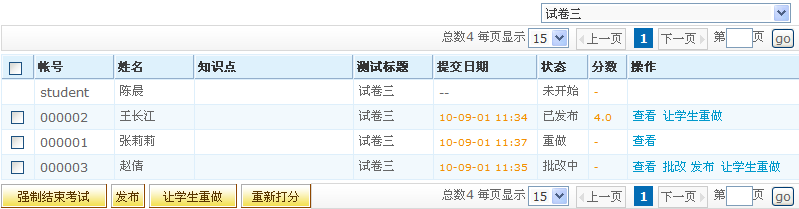 试卷三
总数4 每页显示 15 上一页 1 下一页 第 页 go
帐号 姓名 知识点 测试标题 提交日期 状态 分数 操作
student 陈晨 试卷三 -- 未开始 -
000002 王长江 试卷三 10-09-01 11:34 已发布 4.0 查看 让学生重做
000001 张莉莉 试卷三 10-09-01 11:37 重做 - 查看
000003 赵倩 试卷三 10-09-01 11:35 批改中 - 查看 批改 发布 让学生重做
强制结束考试 发布 让学生重做 重新打分 总数4 每页显示 15 上一页 1 下一页 第 页 go